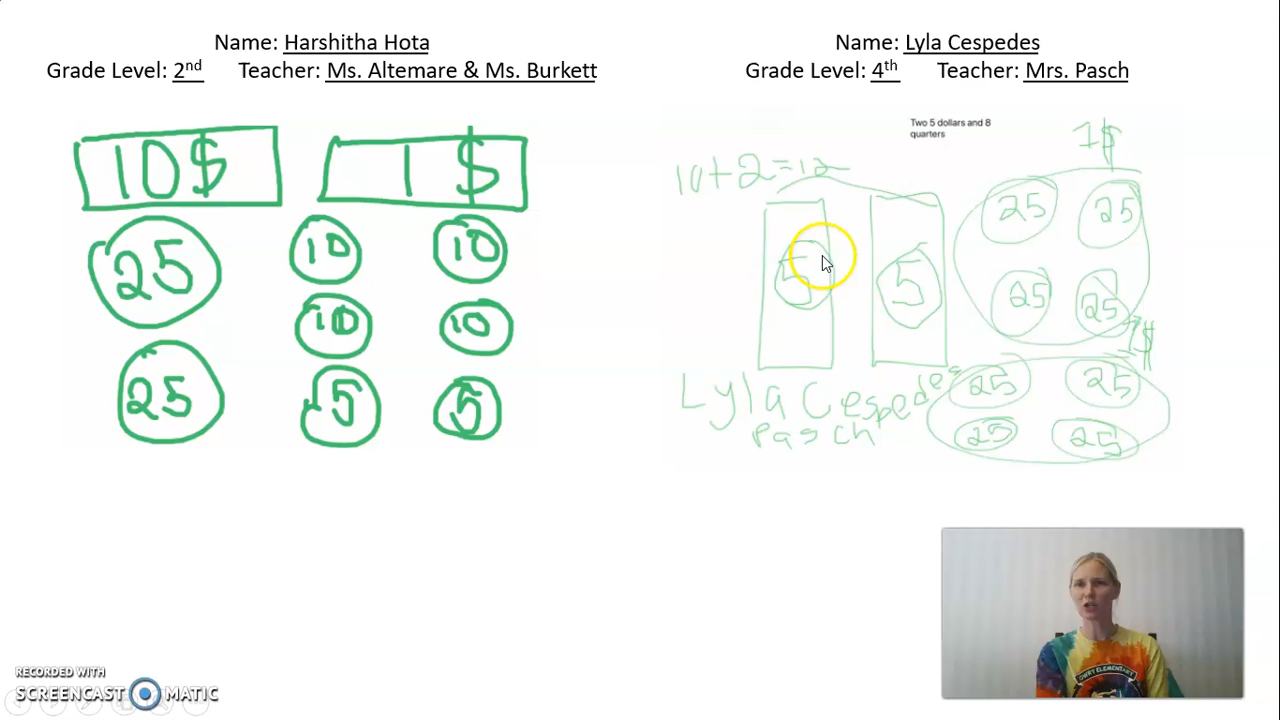 Name: Harshitha Hota
Grade Level: 2nd Teacher: Ms. Altemare & Ms. Burkett
10$ 1$
25 10 10
10 10
25 5 5
Name: Lyla Cespedes
Grade Level: 4th Teacher: Mrs. Pasch
Two 5 dollars and 8
quarters
1$
10+2=12
25 25
5 5
25 25
1$
Lyla Cespedes
Pasch
25 25
25 25
RECORDED WITH
SCREENCAST MATIC